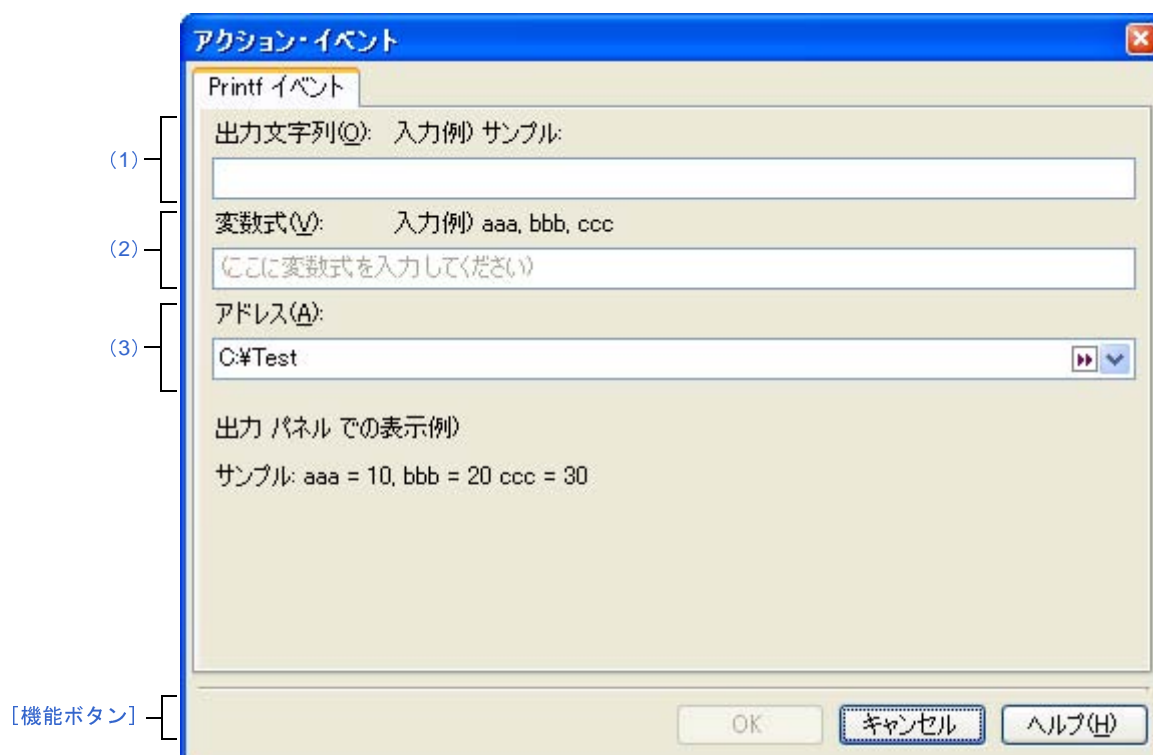 アクション・イベント
Printf イベント
(1)
出力文字列(O): 入力例) サンプル:
(2)
変数式(V): 入力例) aaa, bbb, ccc
(ここに変数式を入力してください)
(3)
アドレス(A):
C:¥Test
出力 パネル での表示例)
サンプル: aaa = 10, bbb = 20 ccc = 30
[機能ボタン]
OK キャンセル ヘルプ(H)